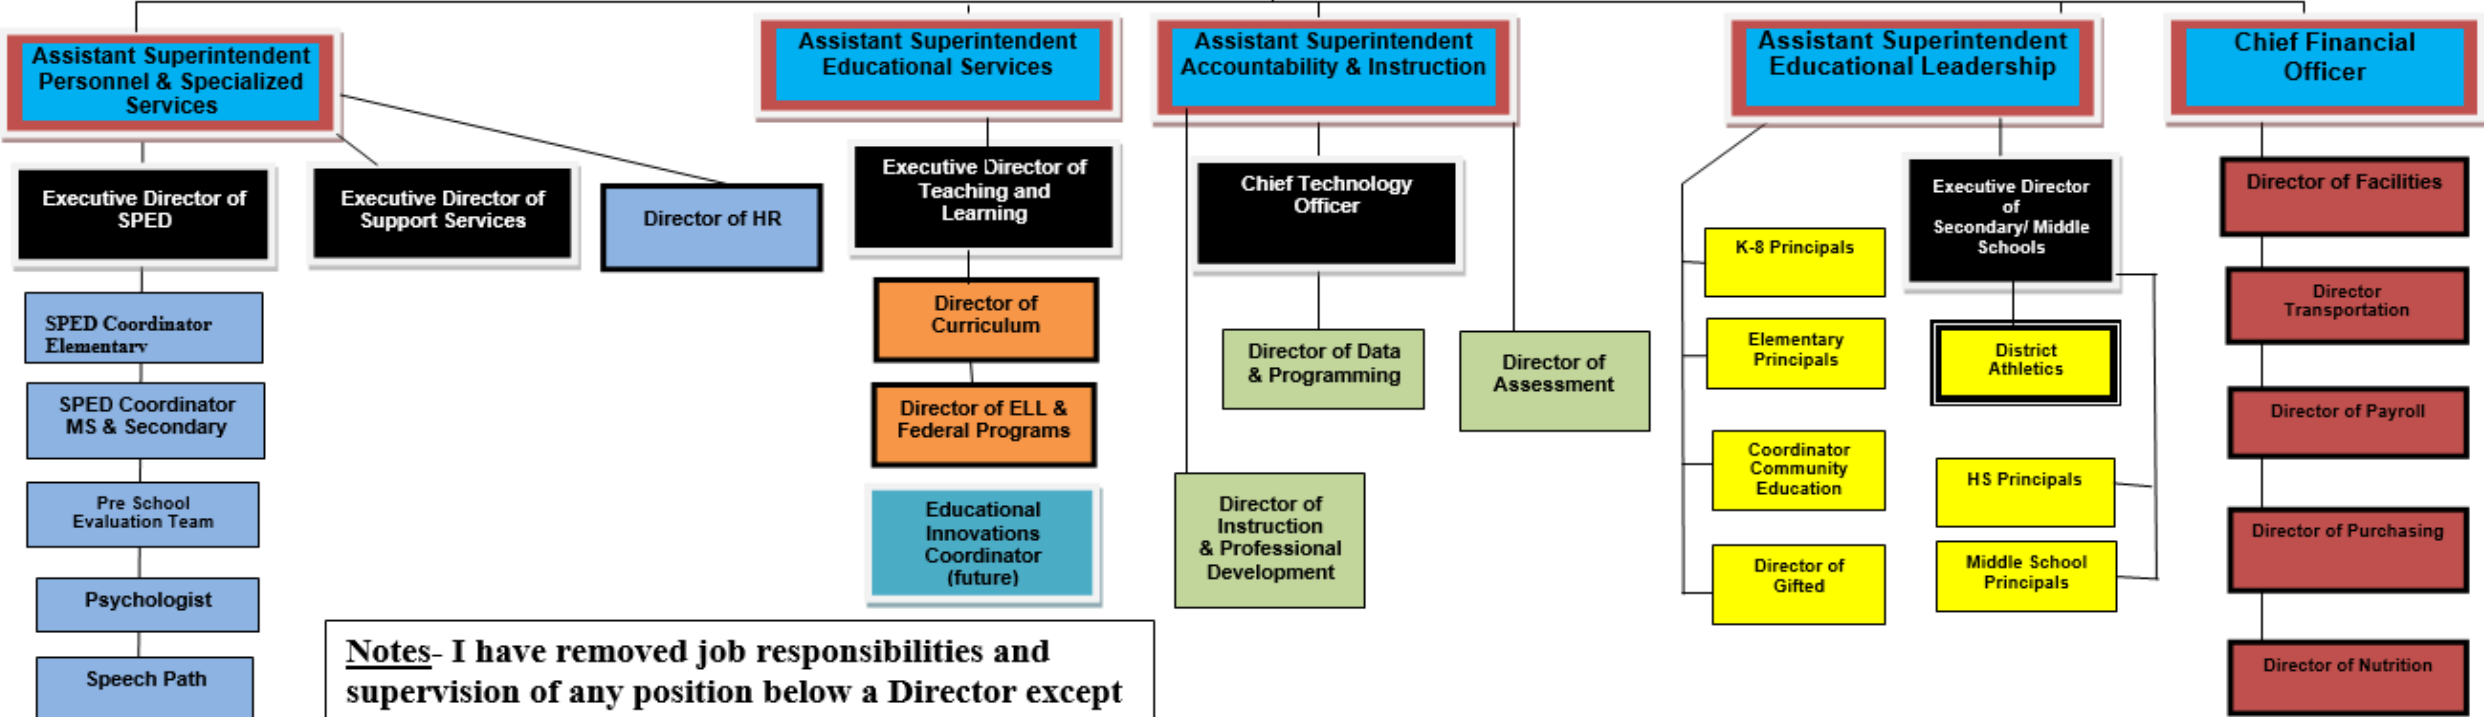 Assistant Superintendent
Personnel & Specialized
Services
Assistant Superintendent
Educational Services
Assistant Superintendent
Accountability & Instruction
Assistant Superintendent
Educational Leadership
Chief Financial
Officer
Executive Director of
SPED
Executive Director of
Support Services
Director of HR
Executive Director of
Teaching and
Learning
Chief Technology
Officer
Executive Director
of
Secondary/ Middle
Schools
Director of Facilities
K-8 Principals
Director
Transportation
SPED Coordinator
Elementary
Director of
Curriculum
Director of Data
& Programming
Director of
Assessment
Elementary
Principals
District
Athletics
SPED Coordinator
MS & Secondary
Director of ELL &
Federal Programs
Director of Payroll
Coordinator
Community
Education
HS Principals
Pre School
Evaluation Team
Educational
Innovations
Coordinator
(future)
Director of
Instruction
& Professional
Development
Director of Purchasing
Director of
Gifted
Middle School
Principals
Psychologist
Speech Path
Notes- I have removed job responsibilities and
supervision of any position below a Director except
Director of Nutrition